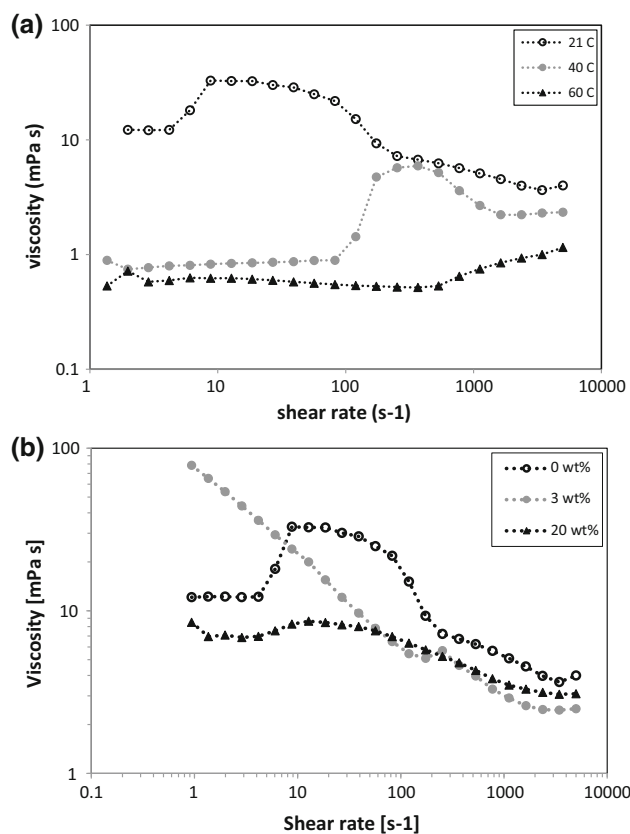 (a)
100
10
1
0.1
viscosity (mPa s)
21 C
40 C
60 C
1
10
100
1000
10000
shear rate (s-1)
(b)
100
10
1
Viscosity [mPa s]
0 wt%
3 wt%
20 wt%
0.1
1
10
100
1000
10000
Shear rate [s-1]